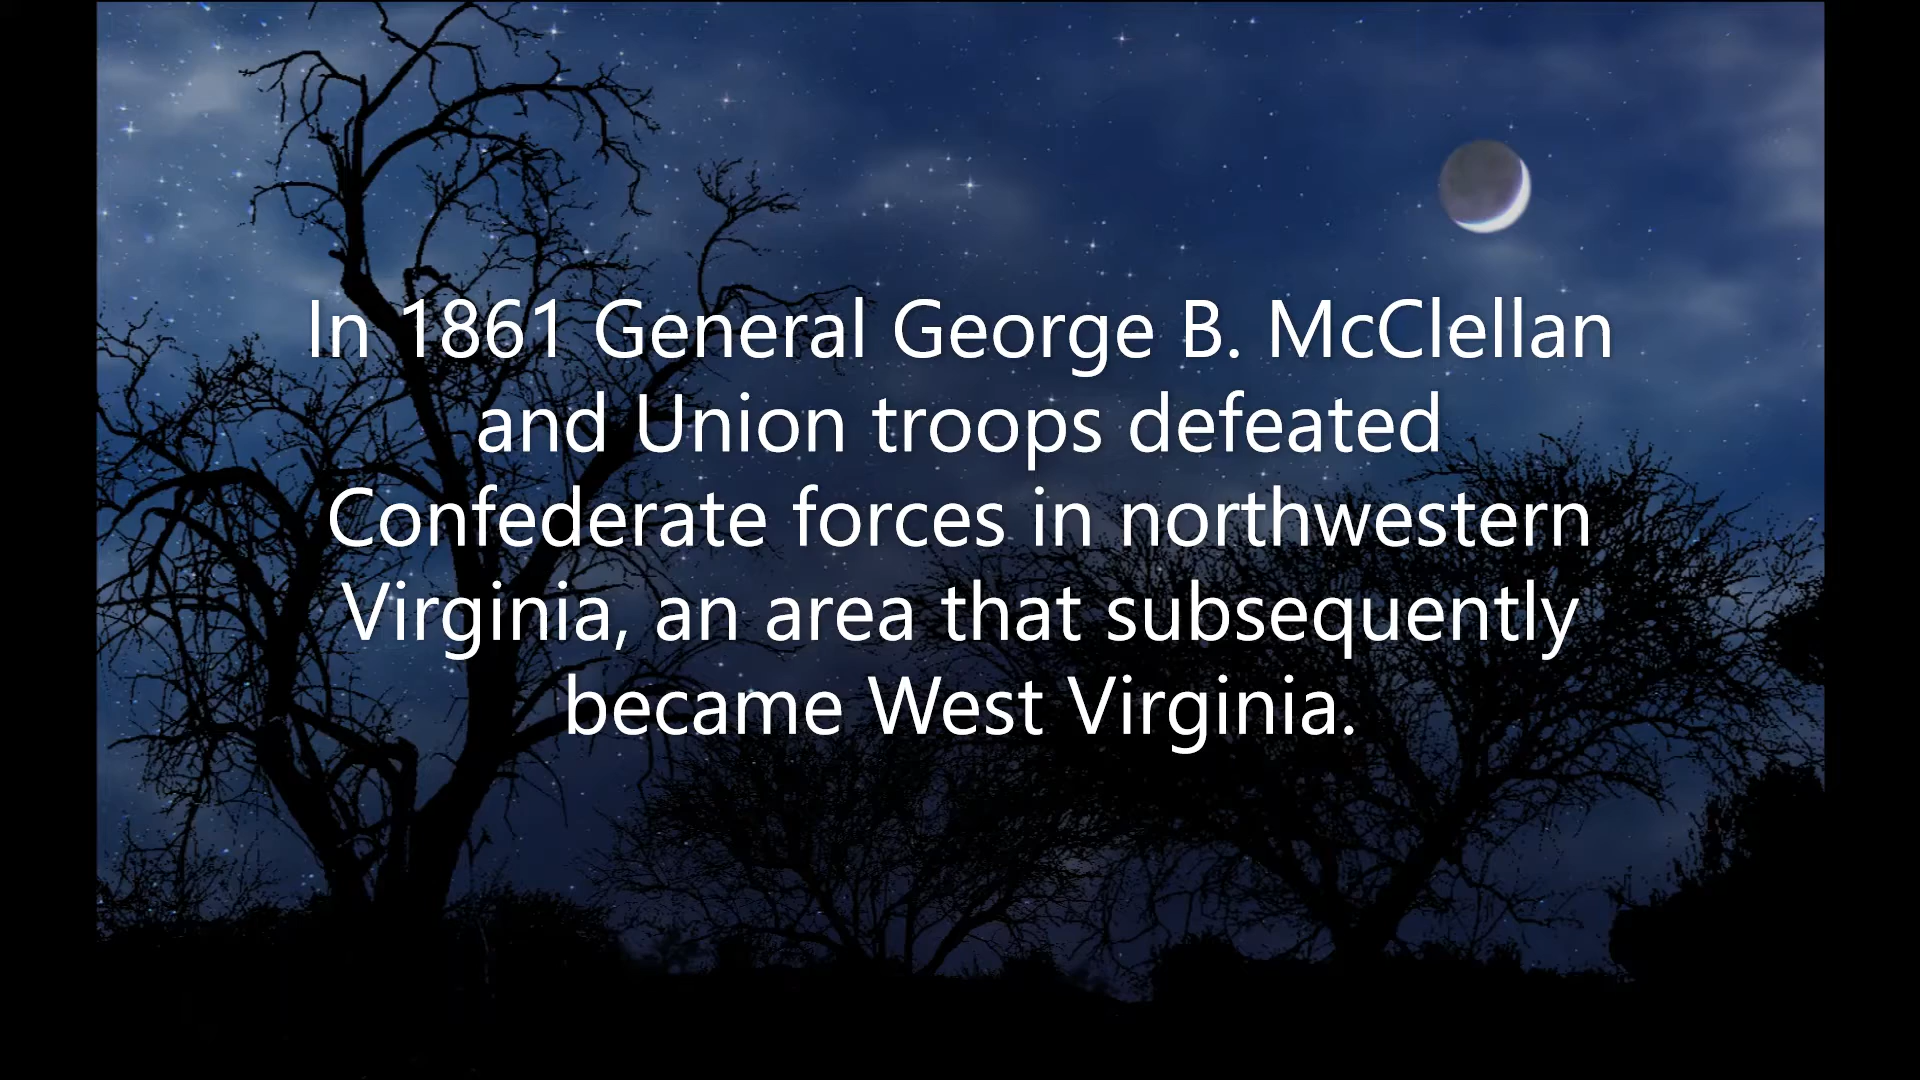 In 1861 General George B. McClellan
and Union troops defeated
Confederate forces in northwestern
Virginia, an area that subsequently
became West Virginia.